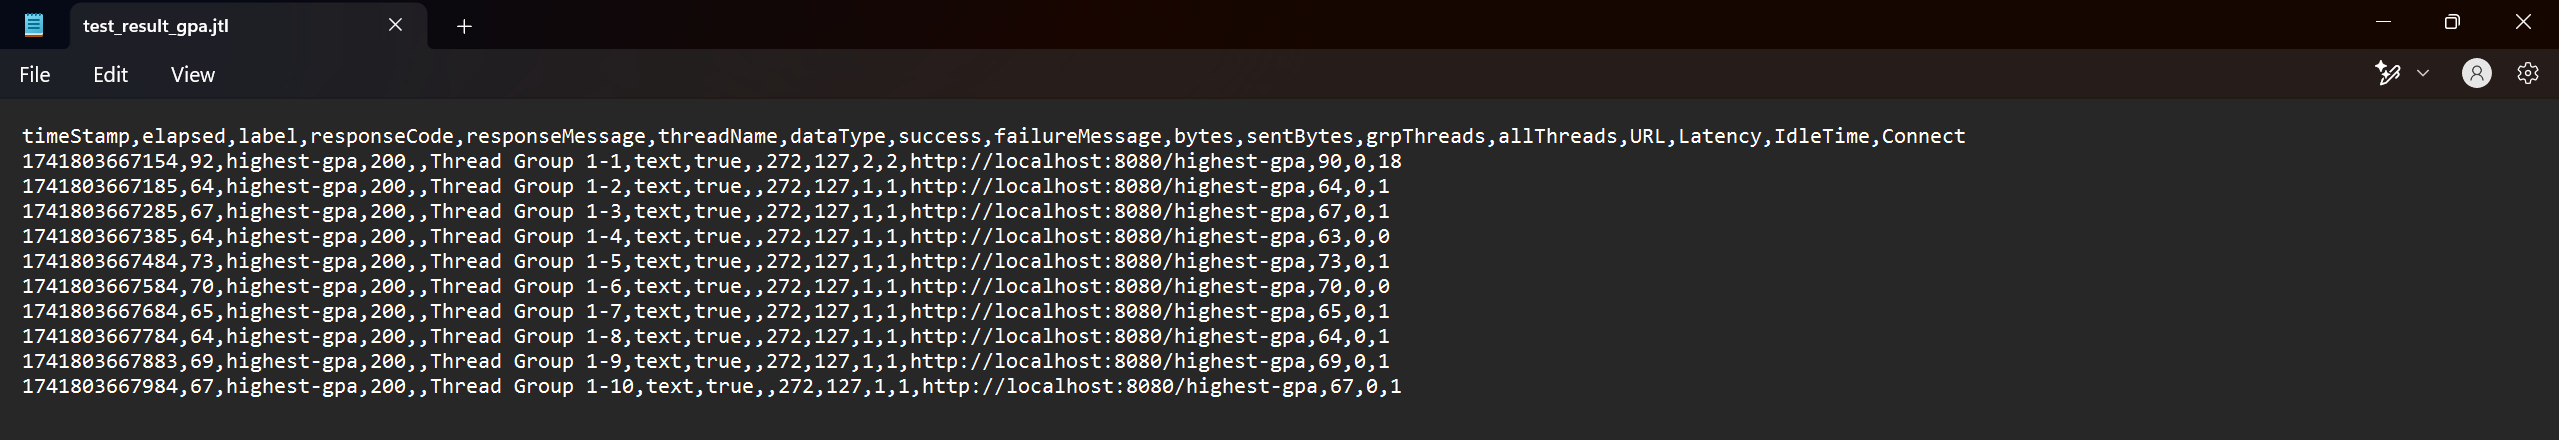 test_result_gpa.jtl
File Edit View
timeStamp,elapsed,label,responseCode,responseMessage,threadName,dataType,success,failureMessage,bytes,sentBytes,grpThreads,allThreads,URL,Latency,IdleTime,Connect
1741803667154,92,highest-gpa,200,,Thread Group 1-1,text,true,,272,127,2,2,http://localhost:8080/highest-gpa,90,0,18
1741803667185,64,highest-gpa,200,,Thread Group 1-2,text,true,,272,127,1,1,http://localhost:8080/highest-gpa,64,0,1
1741803667285,67,highest-gpa,200,,Thread Group 1-3,text,true,,272,127,1,1,http://localhost:8080/highest-gpa,67,0,1
1741803667385,64,highest-gpa,200,,Thread Group 1-4,text,true,,272,127,1,1,http://localhost:8080/highest-gpa,63,0,0
1741803667484,73,highest-gpa,200,,Thread Group 1-5,text,true,,272,127,1,1,http://localhost:8080/highest-gpa,73,0,1
1741803667584,70,highest-gpa,200,,Thread Group 1-6,text,true,,272,127,1,1,http://localhost:8080/highest-gpa,70,0,0
1741803667684,65,highest-gpa,200,,Thread Group 1-7,text,true,,272,127,1,1,http://localhost:8080/highest-gpa,65,0,1
1741803667784,64,highest-gpa,200,,Thread Group 1-8,text,true,,272,127,1,1,http://localhost:8080/highest-gpa,64,0,1
1741803667883,69,highest-gpa,200,,Thread Group 1-9,text,true,,272,127,1,1,http://localhost:8080/highest-gpa,69,0,1
1741803667984,67,highest-gpa,200,,Thread Group 1-10,text,true,,272,127,1,1,http://localhost:8080/highest-gpa,67,0,1